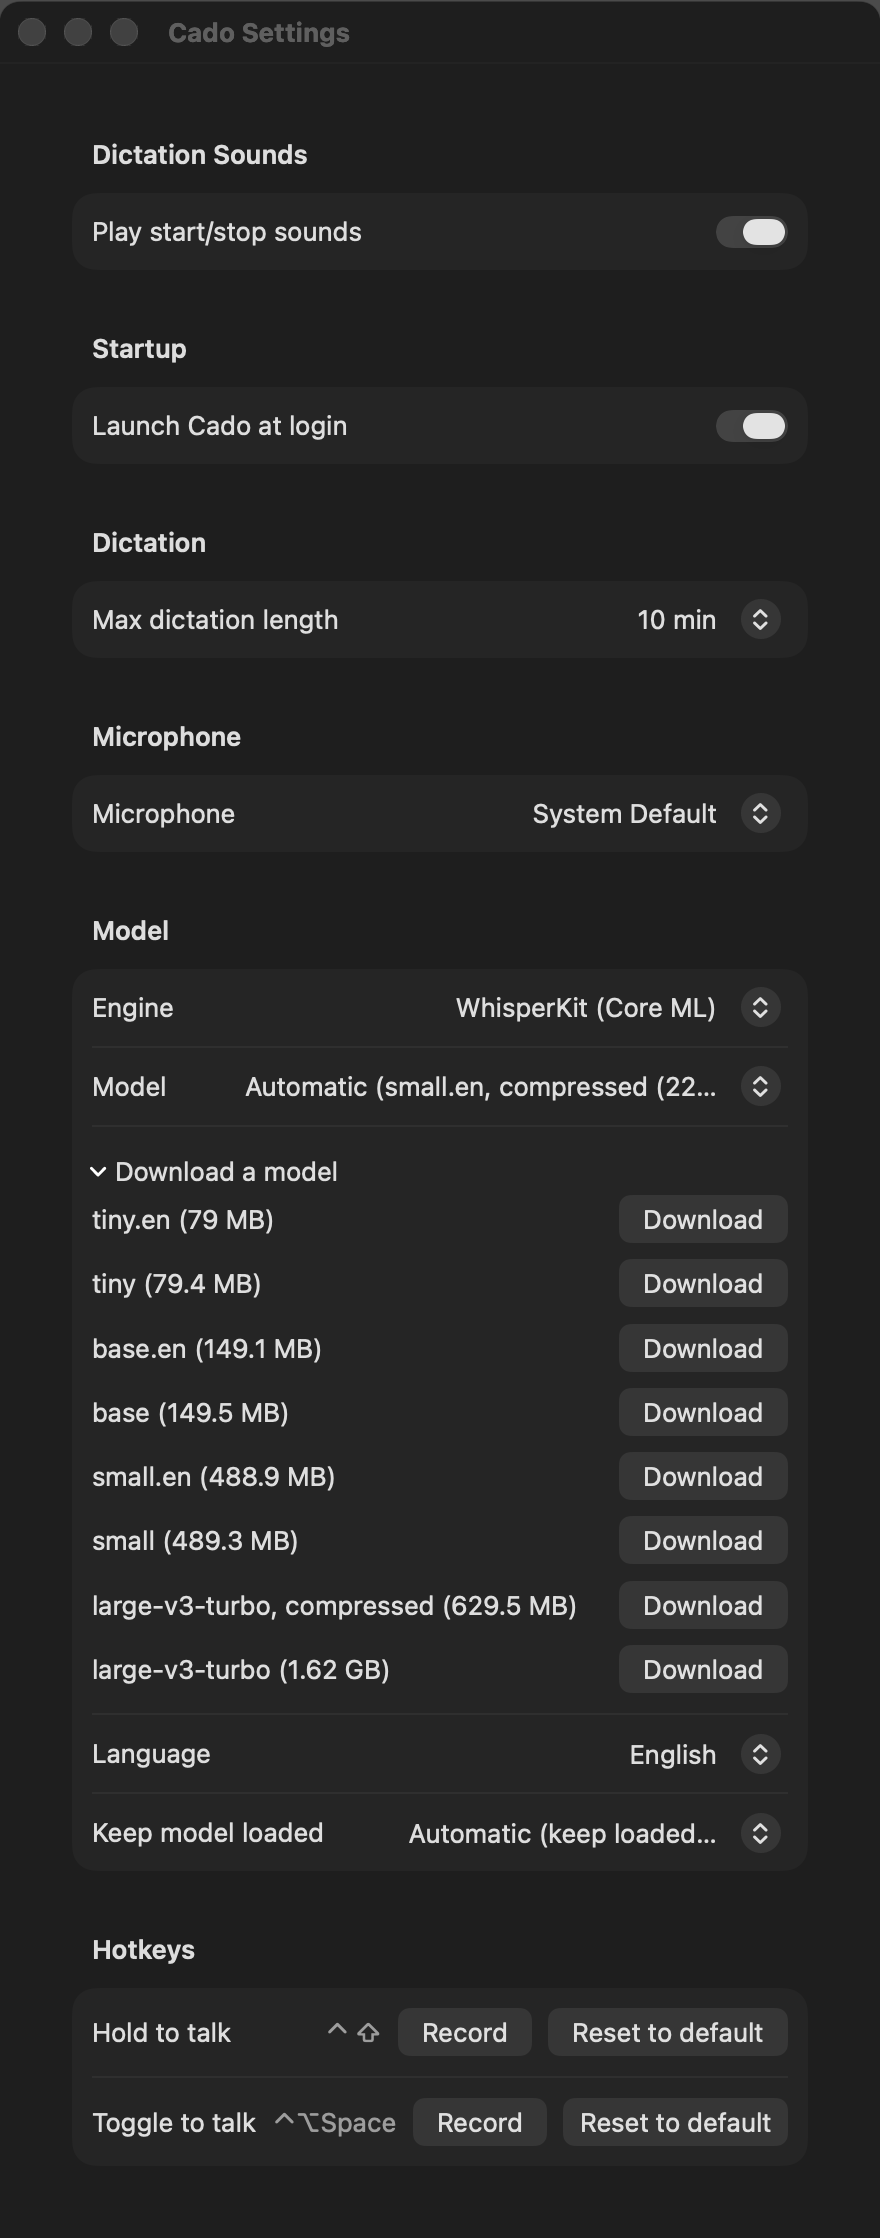 Cado Settings
Dictation Sounds
Play start/stop sounds
Startup
Launch Cado at login
Dictation
Max dictation length 10 min
Microphone
Microphone System Default
Model
Engine WhisperKit (Core ML)
Model Automatic (small.en, compressed (22...
Download a model
tiny.en (79 MB) Download
tiny (79.4 MB) Download
base.en (149.1 MB) Download
base (149.5 MB) Download
small.en (488.9 MB) Download
small (489.3 MB) Download
large-v3-turbo, compressed (629.5 MB) Download
large-v3-turbo (1.62 GB) Download
Language English
Keep model loaded Automatic (keep loaded...
Hotkeys
Hold to talk ⌃⇧ Record Reset to default
Toggle to talk ⌃⌥Space Record Reset to default